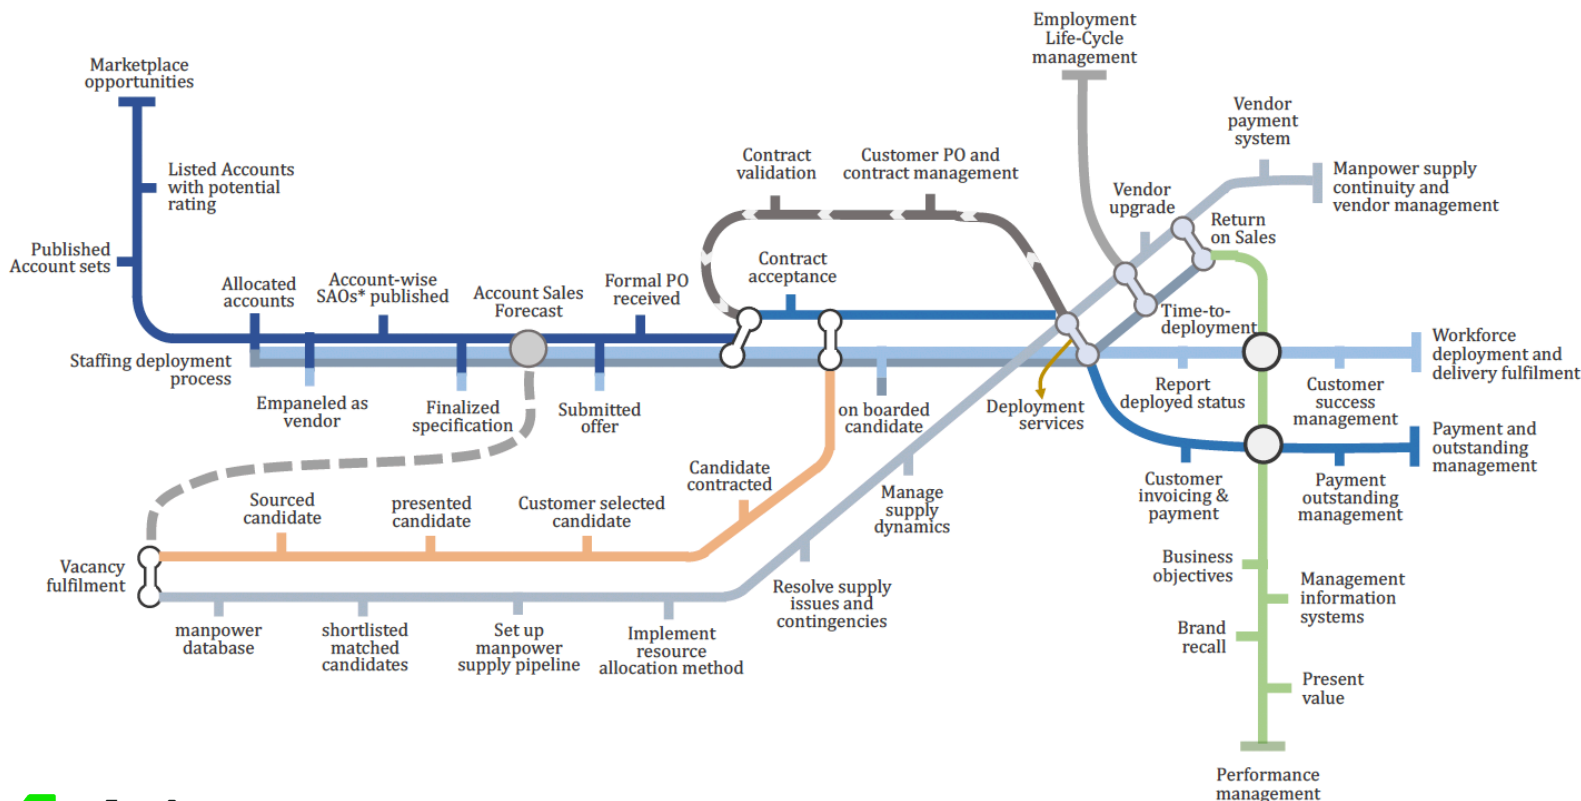 Employment
Life-Cycle
management
Marketplace
opportunities
Vendor
payment
system
Listed Accounts
with potential
rating
Contract
validation
Customer PO and
contract management
Manpower supply
continuity and
vendor management
Vendor
upgrade
Return
on Sales
Published
Account sets
Allocated
accounts
Account-wise
SAOs* published
Account Sales
Forecast
Formal PO
received
Contract
acceptance
Time-to-
deployment
Staffing deployment
process
Workforce
deployment and
delivery fulfilment
Empaneled as
vendor
Finalized
specification
Submitted
offer
on boarded
candidate
Deployment
services
Report
deployed status
Customer
success
management
Payment and
outstanding
management
Candidate
contracted
Customer
invoicing &
payment
Payment
outstanding
management
Sourced
candidate
presented
candidate
Customer selected
candidate
Manage
supply
dynamics
Vacancy
fulfilment
Business
objectives
Resolve supply
issues and
contingencies
Management
information
systems
manpower
database
shortlisted
matched
candidates
Set up
manpower
supply pipeline
Implement
resource
allocation method
Brand
recall
Present
value
Performance
management